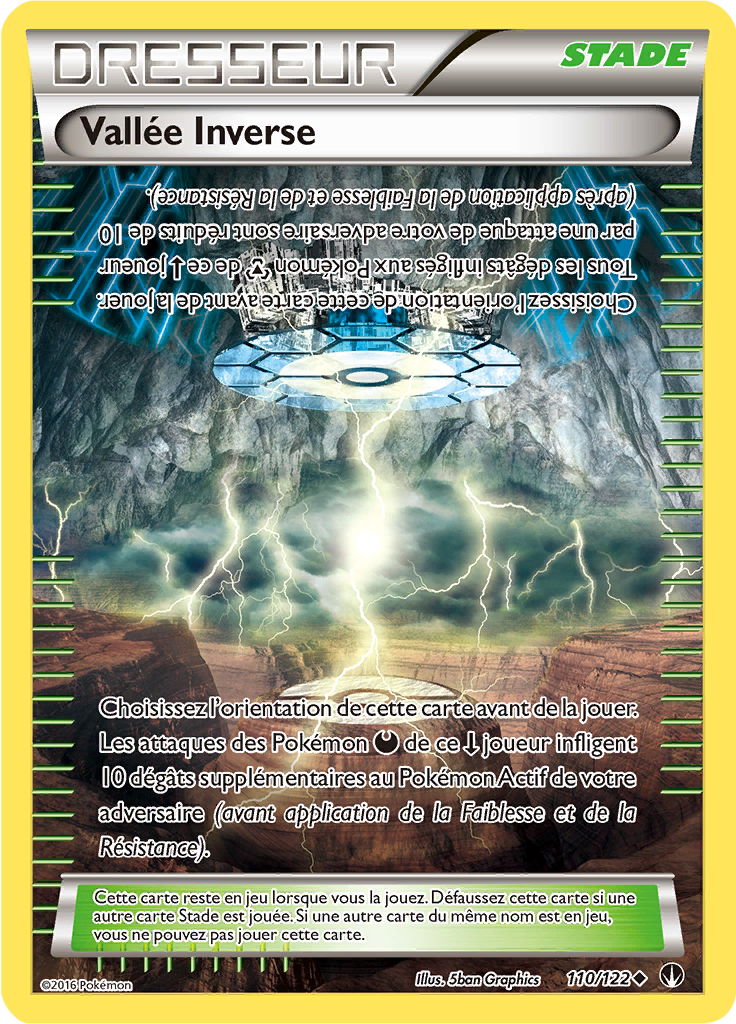 DRESSEUR
STADE
Vallée Inverse
Choisissez l'orientation de cette carte avant de la jouer.
Tous les dégâts infligés aux Pokémon de ce ↑ joueur
par une attaque de votre adversaire sont réduits de 10
(après application de la Faiblesse et de la Résistance).
Choisissez l'orientation de cette carte avant de la jouer.
Les attaques des Pokémon de ce ↓ joueur infligent
10 dégâts supplémentaires au Pokémon Actif de votre
adversaire (avant application de la Faiblesse et de la
Résistance).
Cette carte reste en jeu lorsque vous la jouez. Défaussez cette carte si une
autre carte Stade est jouée. Si une autre carte du même nom est en jeu,
vous ne pouvez pas jouer cette carte.
©2016 Pokémon
Illus. 5ban Graphics
110/122